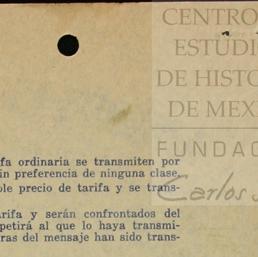 CENTRO
ESTUDI
DE HISTO
DE MEX
FUNDAC
Carlos S
fa ordinaria se transmiten por
in preferencia de ninguna clase.
ble precio de tarifa y se trans-
arifa y serán confrontados del
petirá al que lo haya transmi-
ras del mensaje han sido trans-